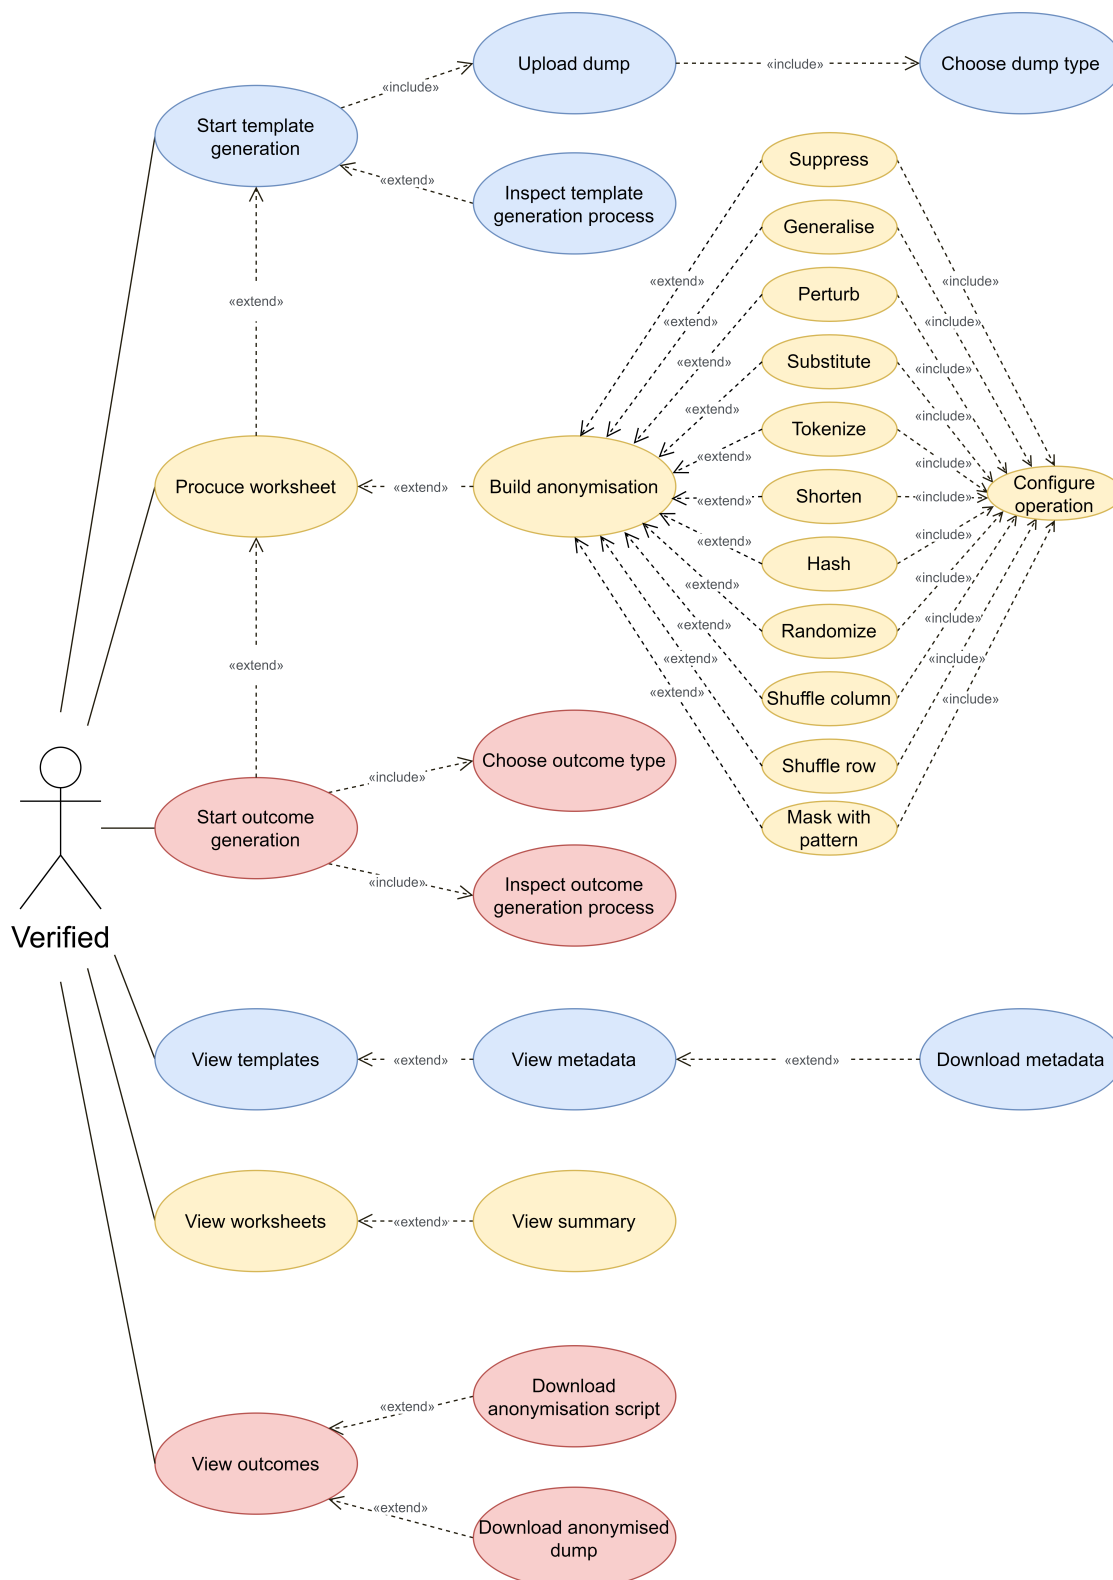 Upload dump
«include»
Choose dump type
«include»
Start template
generation
«extend»
Inspect template
generation process
Suppress
Generalise
Perturb
Substitute
Tokenize
Shorten
Hash
Randomize
Shuffle column
Shuffle row
Mask with
pattern
«extend»
«extend»
«extend»
«extend»
«extend»
«extend»
«extend»
«extend»
«extend»
«extend»
«extend»
«include»
«include»
«include»
«include»
«include»
«include»
«include»
«include»
«include»
«include»
«include»
Configure
operation
«extend»
Procuce worksheet
«extend»
Build anonymisation
«extend»
Start outcome
generation
«include»
Choose outcome type
«include»
Inspect outcome
generation process
Verified
View templates
«extend»
View metadata
«extend»
Download metadata
View worksheets
«extend»
View summary
View outcomes
«extend»
Download
anonymisation script
«extend»
Download anonymised
dump